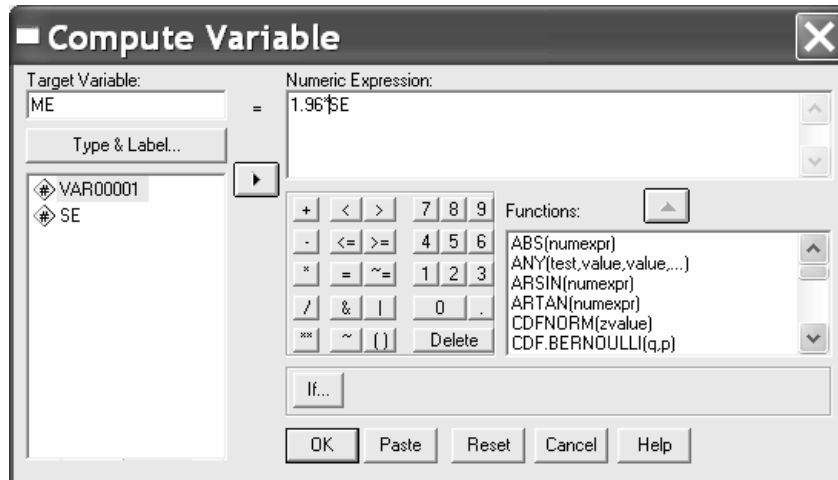 Compute Variable
Target Variable:
ME
=
Numeric Expression:
1.96*SE
Type & Label...
VAR00001
SE
+ < > 7 8 9
- <= >= 4 5 6
* = ~= 1 2 3
/ & | 0 .
** ~ () Delete
Functions:
ABS(numexpr)
ANY(test,value,value,...)
ARSIN(numexpr)
ARTAN(numexpr)
CDFNORM(zvalue)
CDF.BERNOULLI(q,p)
If...
OK Paste Reset Cancel Help